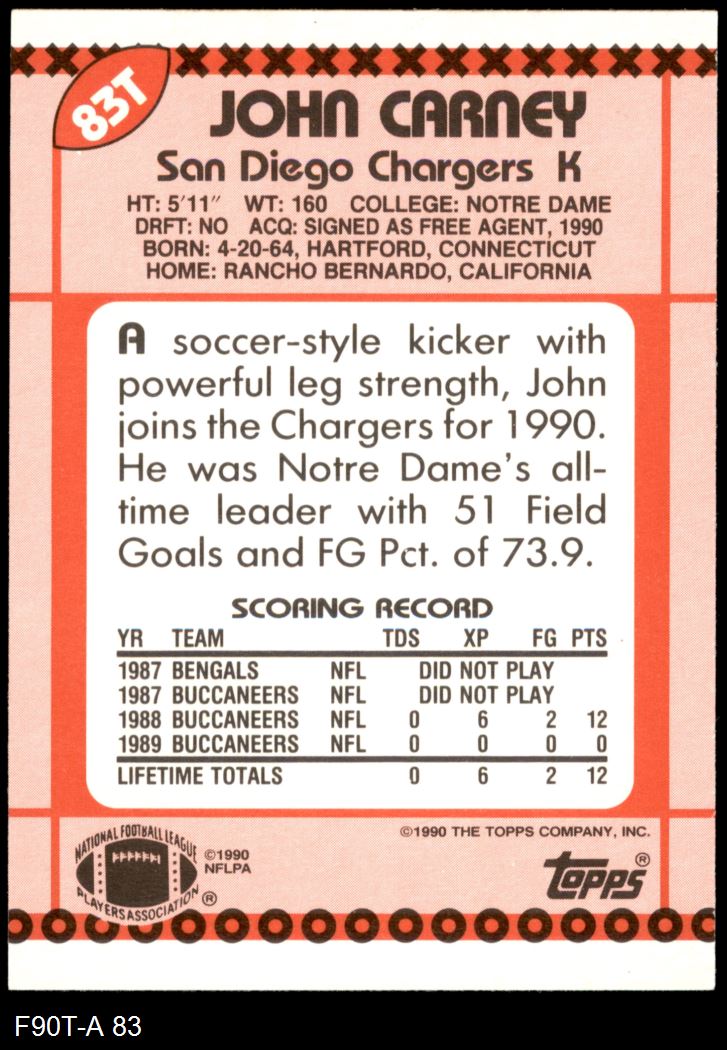 83T
JOHN CARNEY
San Diego Chargers K
HT: 5'11" WT: 160 COLLEGE: NOTRE DAME
DRFT: NO ACQ: SIGNED AS FREE AGENT, 1990
BORN: 4-20-64, HARTFORD, CONNECTICUT
HOME: RANCHO BERNARDO, CALIFORNIA
A soccer-style kicker with
powerful leg strength, John
joins the Chargers for 1990.
He was Notre Dame's all-
time leader with 51 Field
Goals and FG Pct. of 73.9.
SCORING RECORD
YR TEAM TDS XP FG PTS
1987 BENGALS NFL DID NOT PLAY
1987 BUCCANEERS NFL DID NOT PLAY
1988 BUCCANEERS NFL 0 6 2 12
1989 BUCCANEERS NFL 0 0 0 0
LIFETIME TOTALS 0 6 2 12
©1990 THE TOPPS COMPANY, INC.
NATIONAL FOOTBALL LEAGUE
PLAYERS ASSOCIATION ®
©1990
NFLPA
Topps®
F90T-A 83